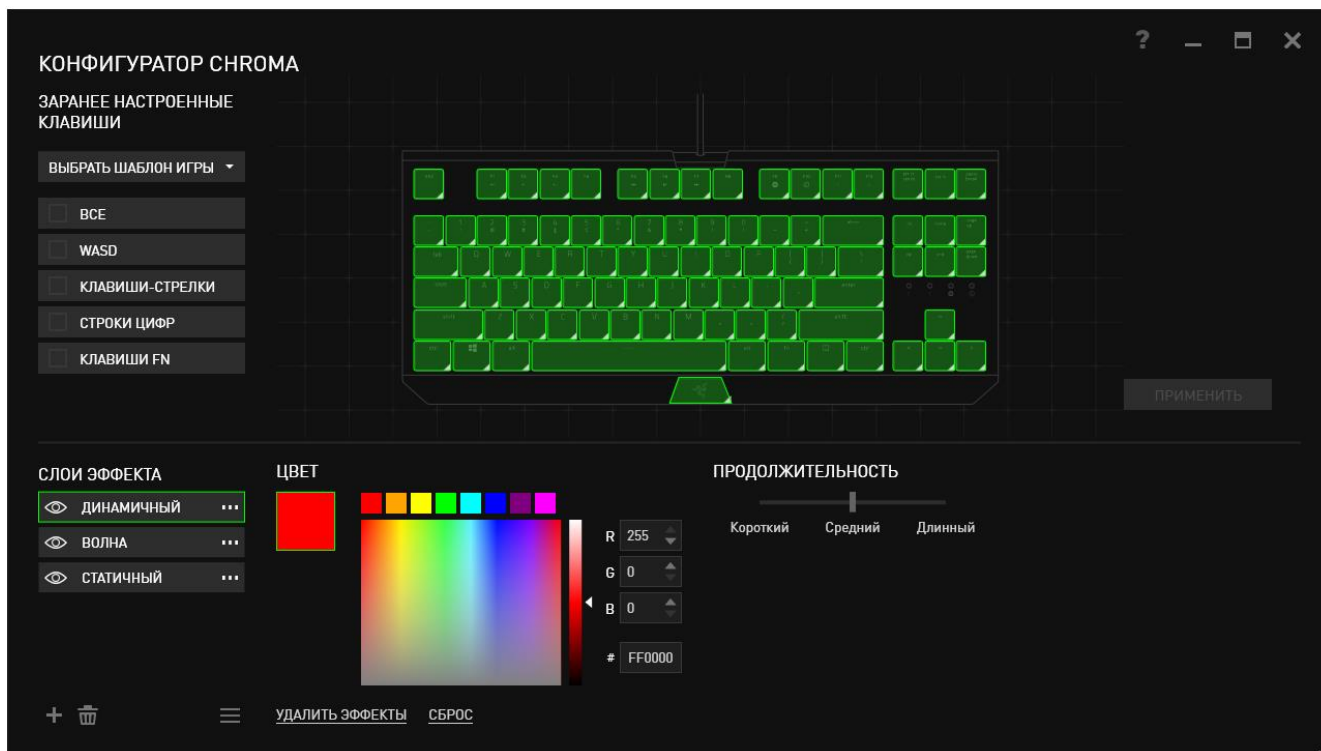 ?
КОНФИГУРАТОР CHROMA
ЗАРАНЕЕ НАСТРОЕННЫЕ
КЛАВИШИ
ВЫБРАТЬ ШАБЛОН ИГРЫ
ВСЕ
WASD
КЛАВИШИ-СТРЕЛКИ
СТРОКИ ЦИФР
КЛАВИШИ FN
ПРИМЕНИТЬ
СЛОИ ЭФФЕКТА
ДИНАМИЧНЫЙ
ВОЛНА
СТАТИЧНЫЙ
ЦВЕТ
R 255
G 0
B 0
# FF0000
ПРОДОЛЖИТЕЛЬНОСТЬ
Короткий Средний Длинный
УДАЛИТЬ ЭФФЕКТЫ СБРОС